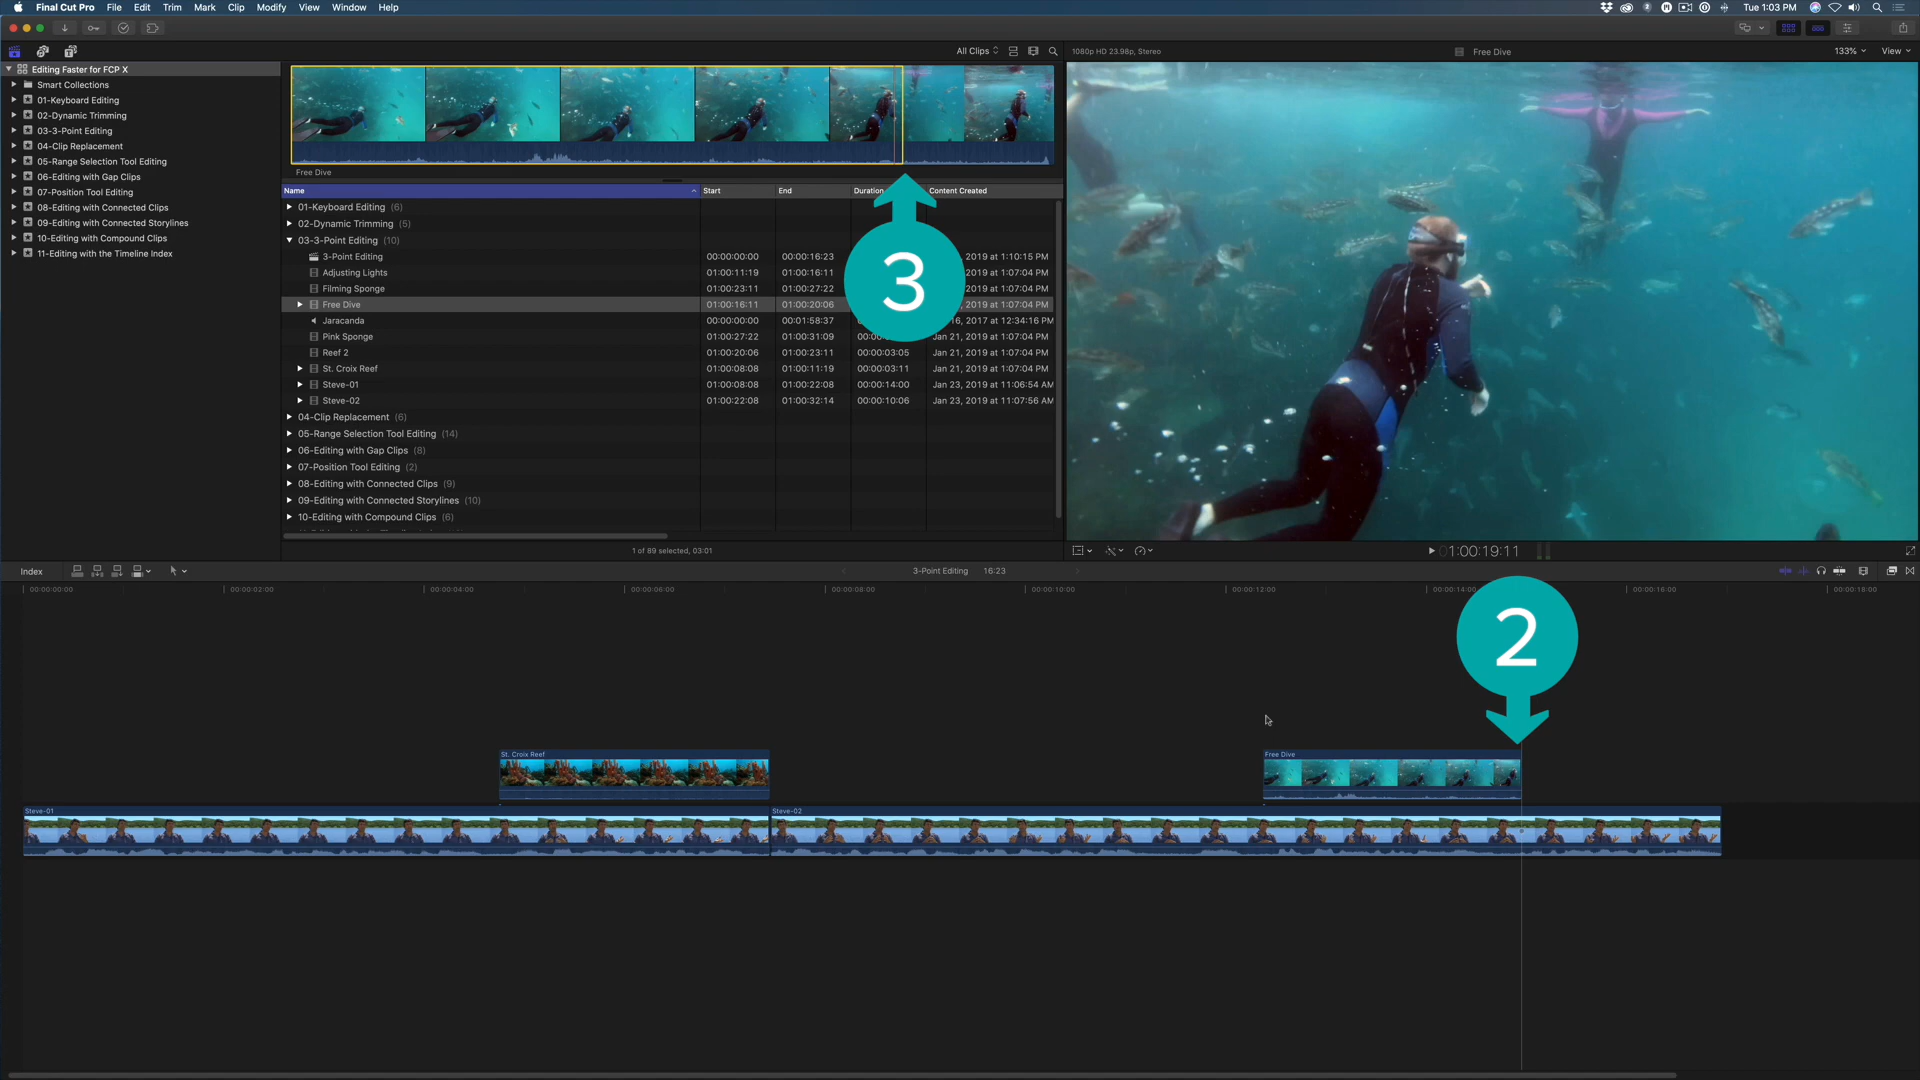 Final Cut Pro File Edit Trim Mark Clip Modify View Window Help Tue 1:03 PM
All Clips 1080p HD 23.98p, Stereo Free Dive 133% View
Editing Faster for FCP X
Smart Collections
01-Keyboard Editing
02-Dynamic Trimming
03-3-Point Editing
04-Clip Replacement
05-Range Selection Tool Editing
06-Editing with Gap Clips
07-Position Tool Editing
08-Editing with Connected Clips
09-Editing with Connected Storylines
10-Editing with Compound Clips
11-Editing with the Timeline Index
Free Dive
Name Start End Duration Content Created
01-Keyboard Editing (6)
02-Dynamic Trimming (5)
03-3-Point Editing (10)
3-Point Editing 00:00:00:00 00:00:16:23 2019 at 1:10:15 PM
Adjusting Lights 01:00:11:19 01:00:16:11 2019 at 1:07:04 PM
Filming Sponge 01:00:23:11 01:00:27:22 2019 at 1:07:04 PM
Free Dive 01:00:16:11 01:00:20:06 2019 at 1:07:04 PM
Jaracanda 00:00:00:00 00:01:58:37 16, 2017 at 12:34:16 PM
Pink Sponge 01:00:27:22 01:00:31:09 Jan 21, 2019 at 1:07:04 PM
Reef 2 01:00:20:06 01:00:23:11 00:00:03:05 Jan 21, 2019 at 1:07:04 PM
St. Croix Reef 01:00:08:08 01:00:11:19 00:00:03:11 Jan 21, 2019 at 1:07:04 PM
Steve-01 01:00:08:08 01:00:22:08 00:00:14:00 Jan 23, 2019 at 11:06:54 AM
Steve-02 01:00:22:08 01:00:32:14 00:00:10:06 Jan 23, 2019 at 11:07:56 AM
04-Clip Replacement (6)
05-Range Selection Tool Editing (14)
06-Editing with Gap Clips (8)
07-Position Tool Editing (2)
08-Editing with Connected Clips (9)
09-Editing with Connected Storylines (10)
10-Editing with Compound Clips (6)
3
1 of 89 selected, 03:01
01:00:19:11
Index 3-Point Editing 16:23
00:00:00:00 00:00:02:00 00:00:04:00 00:00:06:00 00:00:08:00 00:00:10:00 00:00:12:00 00:00:14:00 00:00:16:00 00:00:18:00
2
St. Croix Reef Free Dive
Steve-01 Steve-02